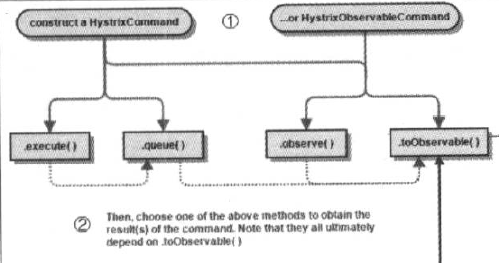 construct a HystrixCommand
①
...or HystrixObservableCommand
.execute( )
.queue( )
.observe( )
.toObservable( )
② Then, choose one of the above methods to obtain the
result(s) of the command. Note that they all ultimately
depend on .toObservable( )